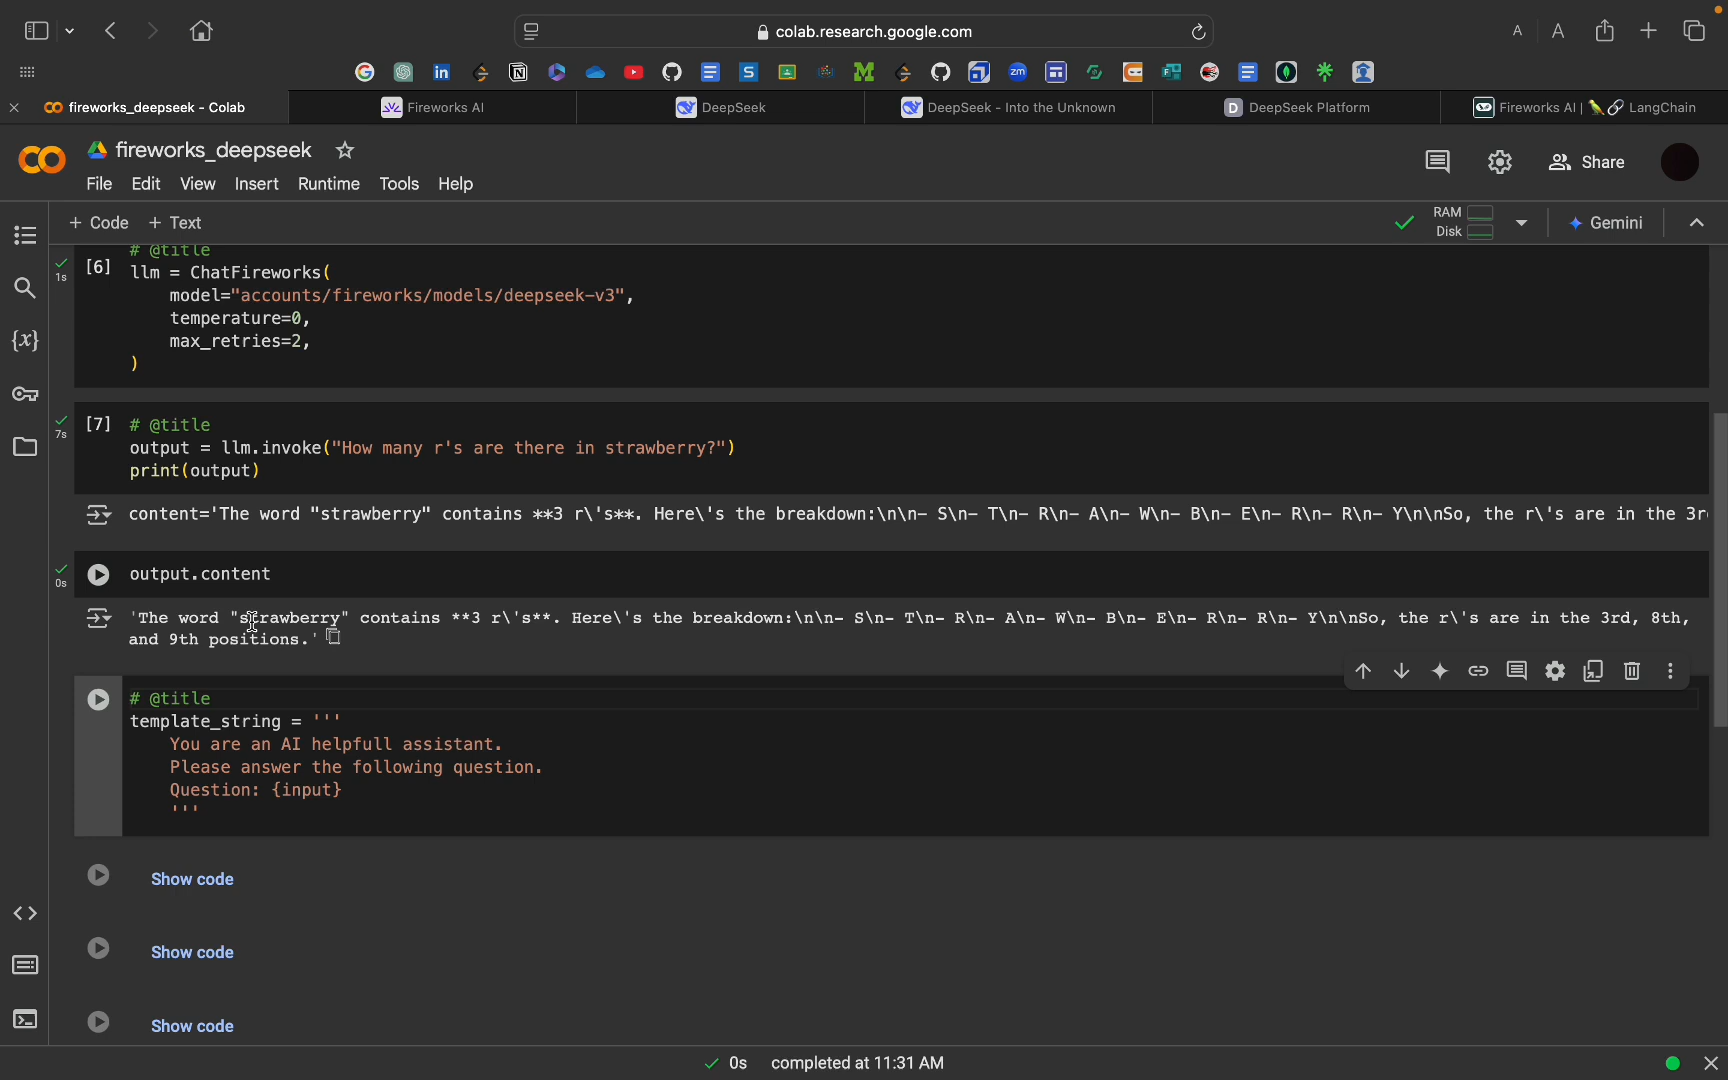 colab.research.google.com
A A
fireworks_deepseek - Colab
Fireworks AI
DeepSeek
DeepSeek - Into the Unknown
DeepSeek Platform
Fireworks AI | 🦜🔗 LangChain
fireworks_deepseek
Share
File Edit View Insert Runtime Tools Help
+ Code + Text
RAM
Disk
Gemini
1s
[6]
# @title
llm = ChatFireworks(
    model="accounts/fireworks/models/deepseek-v3",
    temperature=0,
    max_retries=2,
)
7s
[7]
# @title
output = llm.invoke("How many r's are there in strawberry?")
print(output)
content='The word "strawberry" contains **3 r\'s**. Here\'s the breakdown:\n\n- S\n- T\n- R\n- A\n- W\n- B\n- E\n- R\n- R\n- Y\n\nSo, the r\'s are in the 3r
0s
output.content
'The word "strawberry" contains **3 r\'s**. Here\'s the breakdown:\n\n- S\n- T\n- R\n- A\n- W\n- B\n- E\n- R\n- R\n- Y\n\nSo, the r\'s are in the 3rd, 8th,
and 9th positions.'
# @title
template_string = '''
    You are an AI helpfull assistant.
    Please answer the following question.
    Question: {input}
    '''
Show code
Show code
Show code
0s completed at 11:31 AM